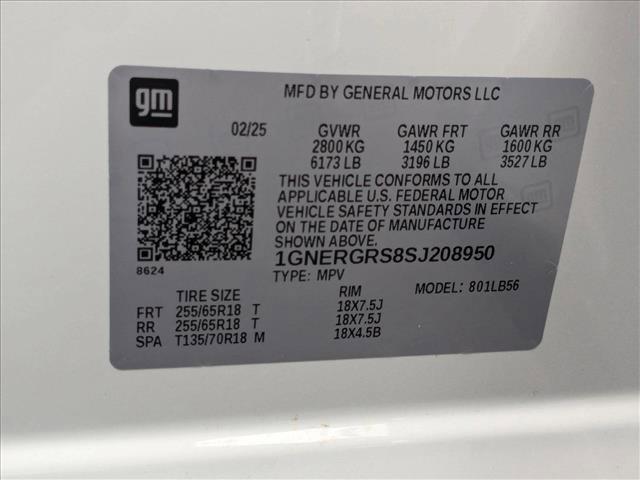 gm
MFD BY GENERAL MOTORS LLC
02/25 GVWR GAWR FRT GAWR RR
2800 KG 1450 KG 1600 KG
6173 LB 3196 LB 3527 LB
THIS VEHICLE CONFORMS TO ALL
APPLICABLE U.S. FEDERAL MOTOR
VEHICLE SAFETY STANDARDS IN EFFECT
ON THE DATE OF MANUFACTURE
SHOWN ABOVE.
1GNERGRS8SJ208950
8624
TYPE: MPV MODEL: 801LB56
TIRE SIZE RIM
FRT 255/65R18 T 18X7.5J
RR 255/65R18 T 18X7.5J
SPA T135/70R18 M 18X4.5B